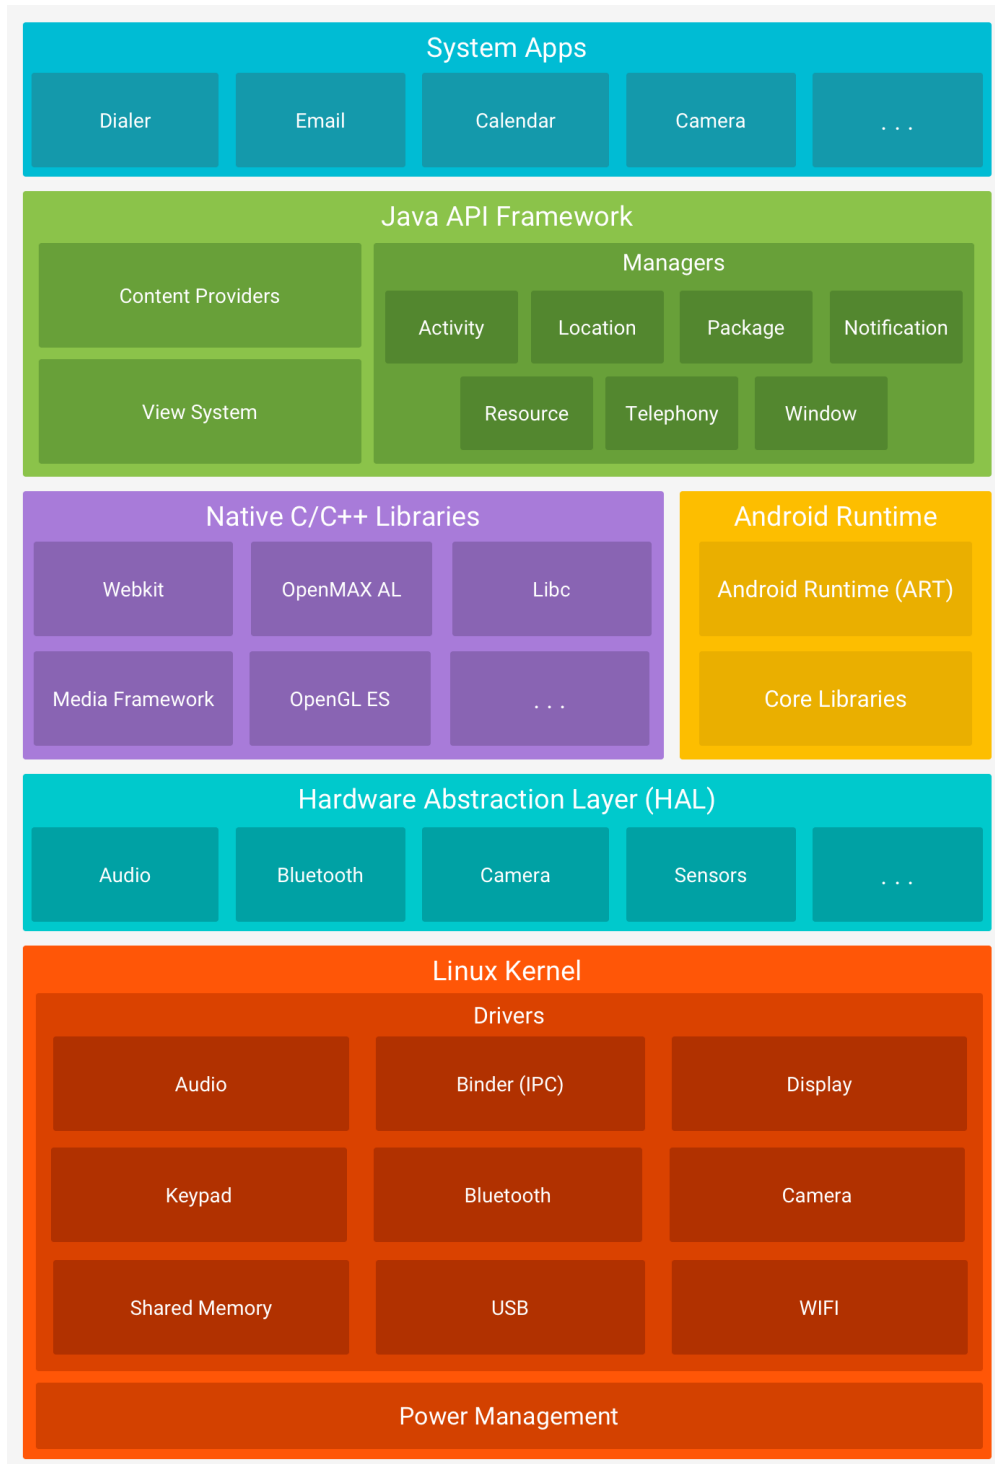 System Apps
Dialer
Email
Calendar
Camera
. . .
Java API Framework
Content Providers
View System
Managers
Activity
Location
Package
Notification
Resource
Telephony
Window
Native C/C++ Libraries
Webkit
OpenMAX AL
Libc
Media Framework
OpenGL ES
. . .
Android Runtime
Android Runtime (ART)
Core Libraries
Hardware Abstraction Layer (HAL)
Audio
Bluetooth
Camera
Sensors
. . .
Linux Kernel
Drivers
Audio
Binder (IPC)
Display
Keypad
Bluetooth
Camera
Shared Memory
USB
WIFI
Power Management